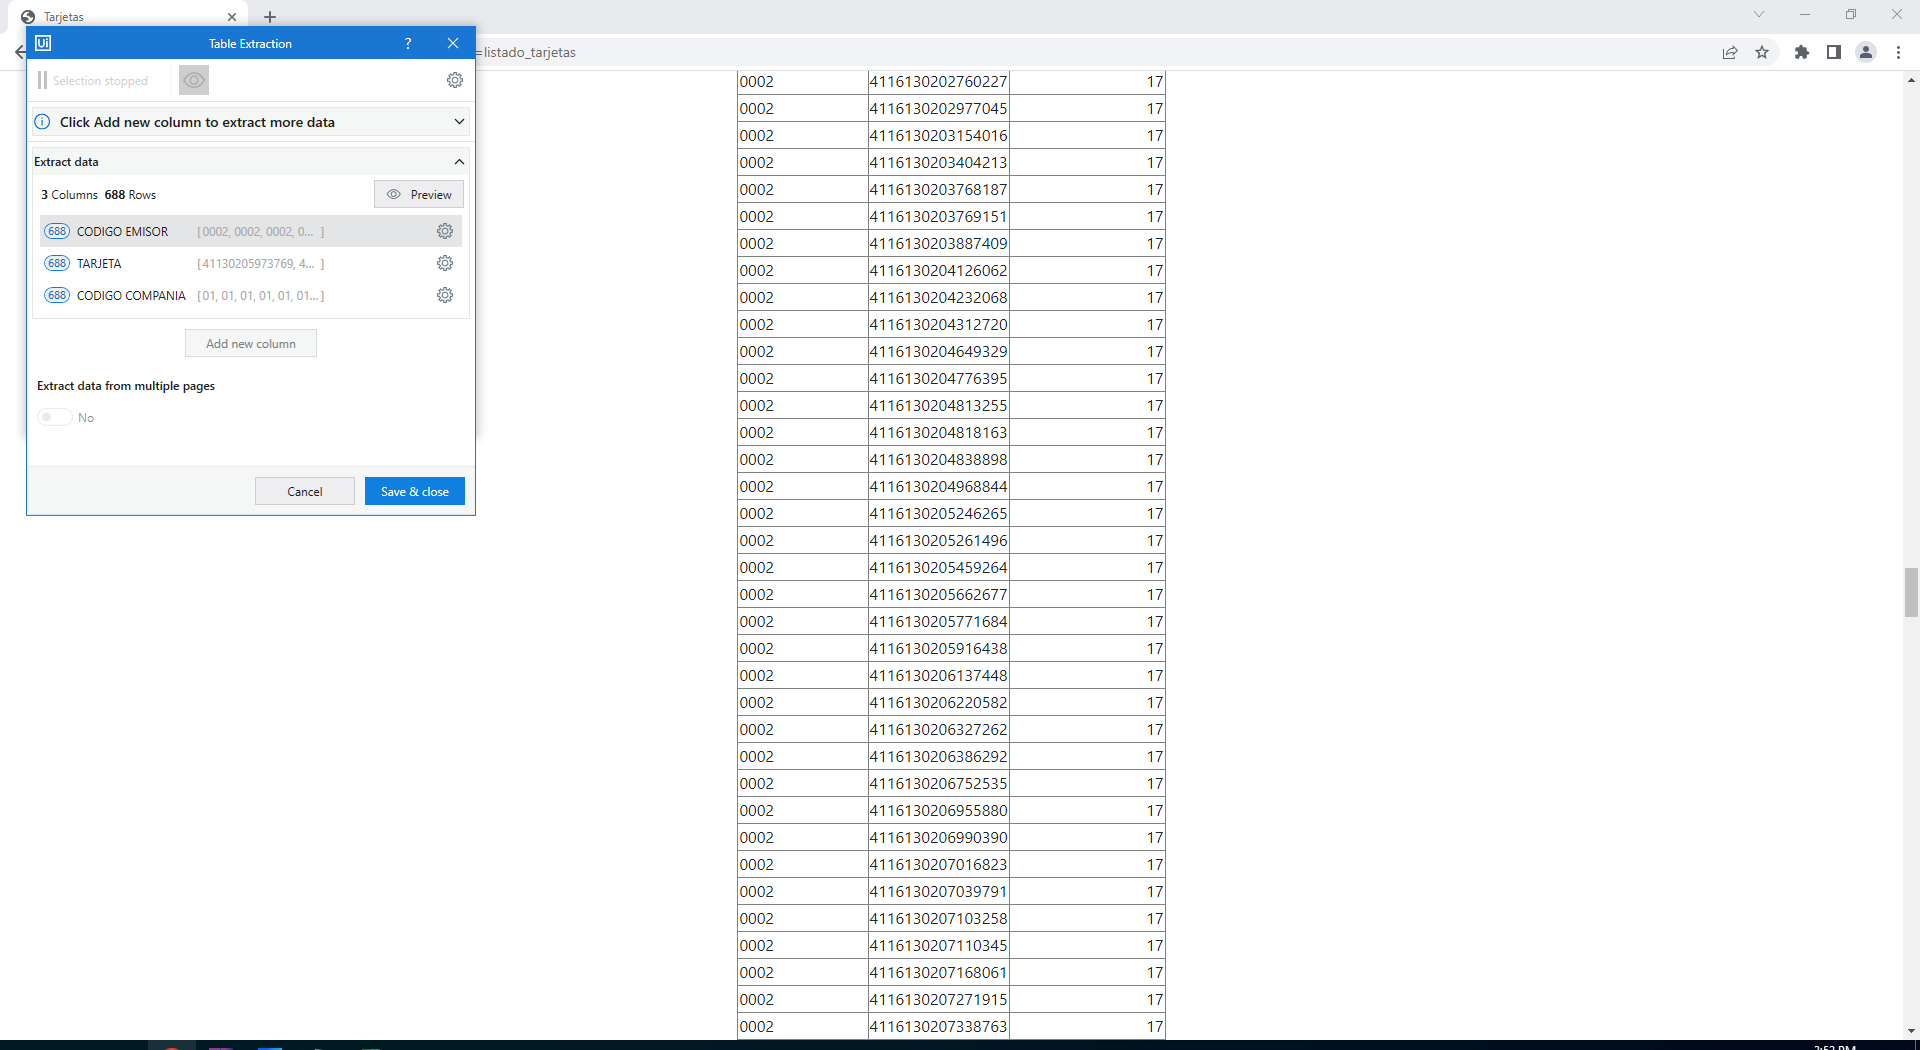 Tarjetas
=listado_tarjetas
Ui
Table Extraction
?
Selection stopped
Click Add new column to extract more data
Extract data
3 Columns 688 Rows
Preview
688 CODIGO EMISOR [ 0002, 0002, 0002, 0... ]
688 TARJETA [ 41130205973769, 4... ]
688 CODIGO COMPANIA [ 01, 01, 01, 01, 01, 01... ]
Add new column
Extract data from multiple pages
No
Cancel
Save & close
0002 4116130202760227 17
0002 4116130202977045 17
0002 4116130203154016 17
0002 4116130203404213 17
0002 4116130203768187 17
0002 4116130203769151 17
0002 4116130203887409 17
0002 4116130204126062 17
0002 4116130204232068 17
0002 4116130204312720 17
0002 4116130204649329 17
0002 4116130204776395 17
0002 4116130204813255 17
0002 4116130204818163 17
0002 4116130204838898 17
0002 4116130204968844 17
0002 4116130205246265 17
0002 4116130205261496 17
0002 4116130205459264 17
0002 4116130205662677 17
0002 4116130205771684 17
0002 4116130205916438 17
0002 4116130206137448 17
0002 4116130206220582 17
0002 4116130206327262 17
0002 4116130206386292 17
0002 4116130206752535 17
0002 4116130206955880 17
0002 4116130206990390 17
0002 4116130207016823 17
0002 4116130207039791 17
0002 4116130207103258 17
0002 4116130207110345 17
0002 4116130207168061 17
0002 4116130207271915 17
0002 4116130207338763 17